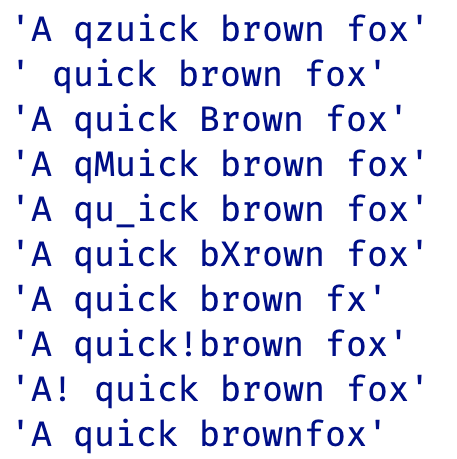 'A qzuick brown fox'
' quick brown fox'
'A quick Brown fox'
'A qMuick brown fox'
'A qu_ick brown fox'
'A quick bXrown fox'
'A quick brown fx'
'A quick!brown fox'
'A! quick brown fox'
'A quick brownfox'